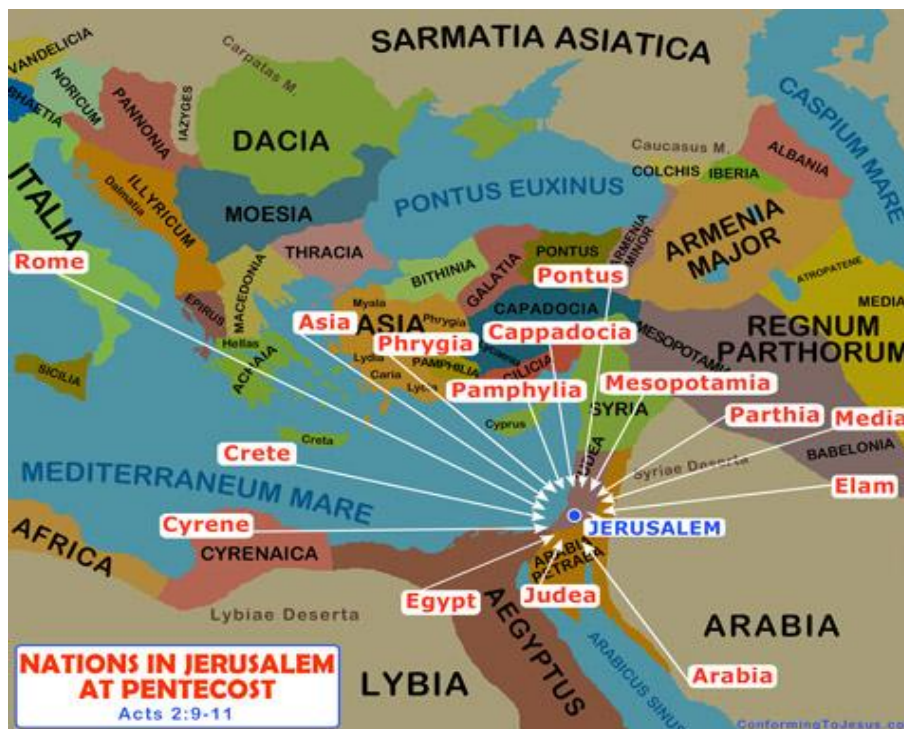 SARMATIA ASIATICA
VANDELICIA
NORICUM
RHAETIA
PANNONIA
IAZYGES
Carpatas M.
DACIA
CASPIUM MARE
Caucasus M.
COLCHIS
IBERIA
ALBANIA
ITALIA
ILLYRICUM
Dalmatia
MOESIA
PONTUS EUXINUS
ARMENIA MINOR
ARMENIA MAJOR
ATROPATENE
MEDIA
Rome
THRACIA
MACEDONIA
EPIRUS
BITHINIA
GALATIA
PONTUS
Pontus
Myala
Phrygia
ASIA
Asia
Phrygia
CAPADOCIA
Cappadocia
MESOPOTAMIA
REGNUM PARTHORUM
Hellas
ACHAIA
SICILIA
Lydia
Caria
Lycia
PAMPHILIA
CILICIA
Pamphylia
Mesopotamia
SYRIA
Parthia
Media
Cyprus
Creta
Crete
BABELONIA
Syriae Deserta
Elam
MEDITERRANEUM MARE
Cyrene
JERUSALEM
AFRICA
CYRENAICA
ARABIA PETRAEA
Egypt
Judea
Lybiae Deserta
AEGYPTUS
ARABIA
Arabia
LYBIA
ARABICUS SINUS
NATIONS IN JERUSALEM
AT PENTECOST
Acts 2:9-11
ConformingToJesus.co